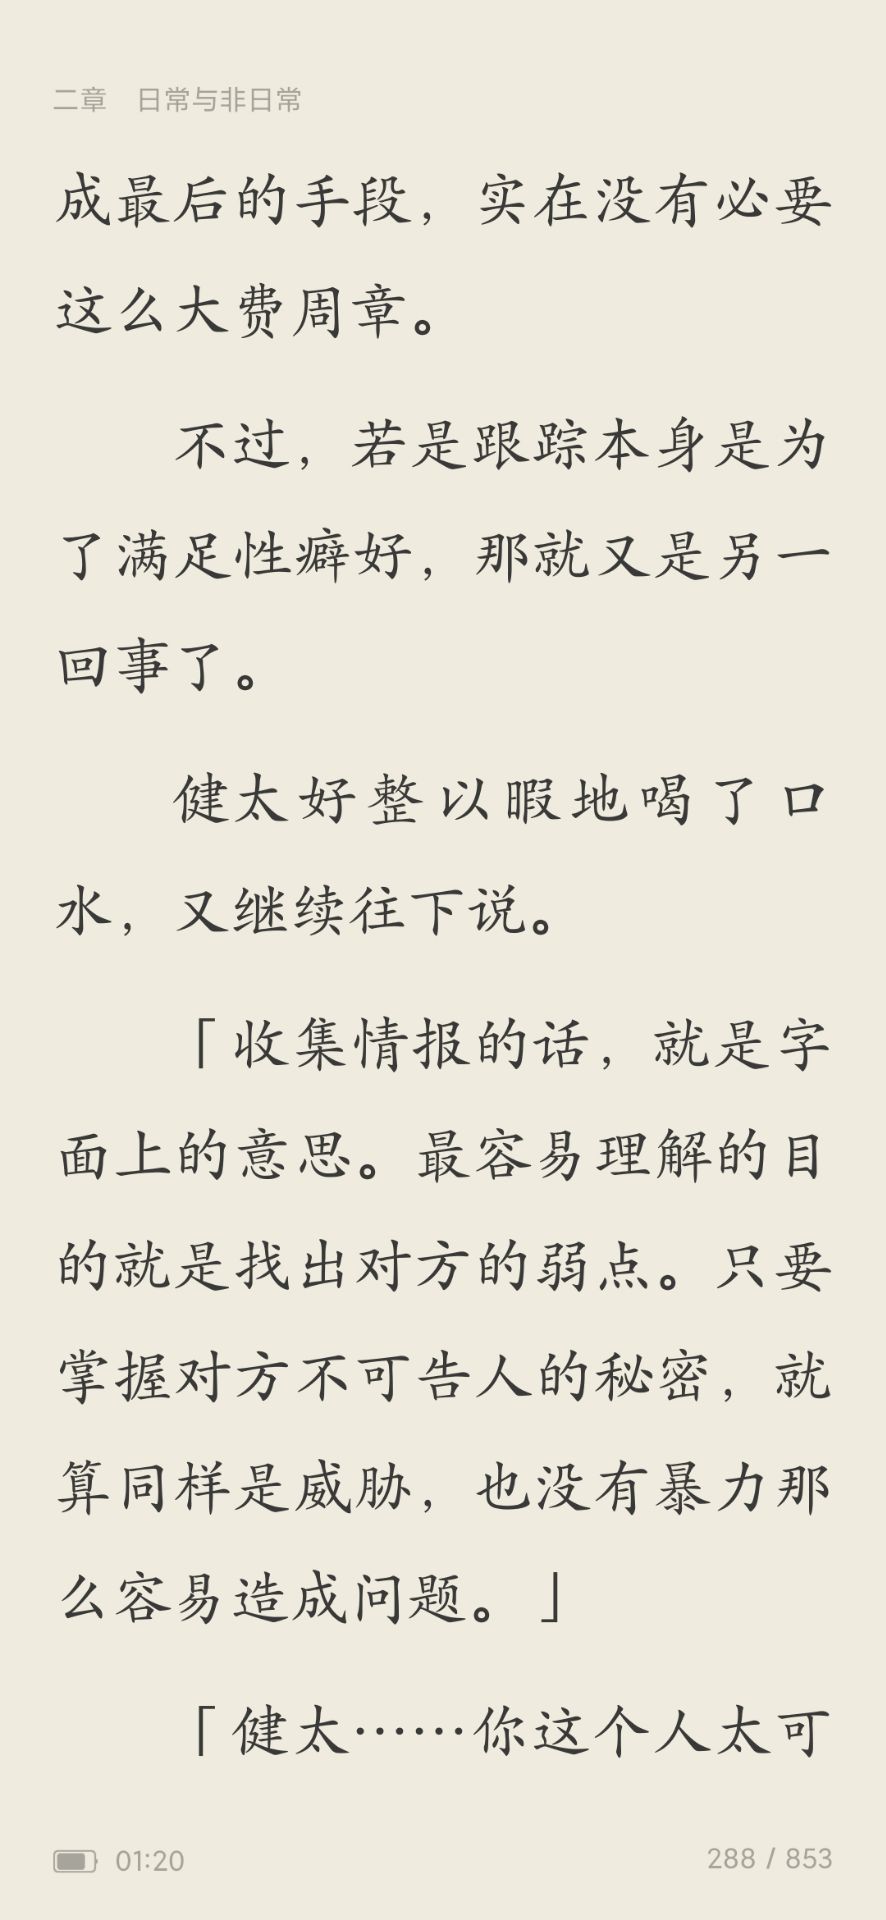 二章　日常与非日常
成最后的手段，实在没有必要
这么大费周章。
不过，若是跟踪本身是为
了满足性癖好，那就又是另一
回事了。
健太好整以暇地喝了口
水，又继续往下说。
「收集情报的话，就是字
面上的意思。最容易理解的目
的就是找出对方的弱点。只要
掌握对方不可告人的秘密，就
算同样是威胁，也没有暴力那
么容易造成问题。」
「健太……你这个人太可
01:20
288 / 853